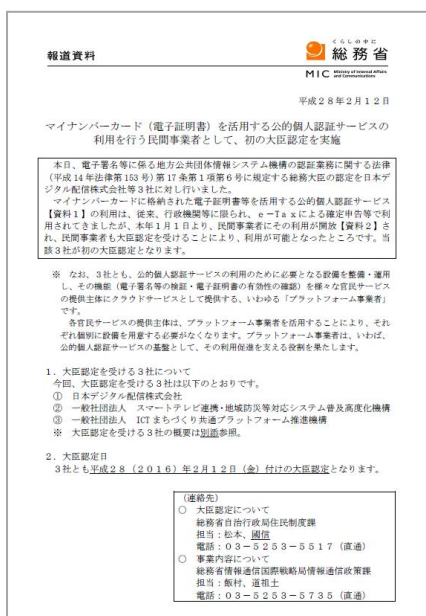 報道資料
くらしの中に
総務省
MIC Ministry of Internal Affairs
and Communications
平成28年2月12日
マイナンバーカード（電子証明書）を活用する公的個人認証サービスの
利用を行う民間事業者として、初の大臣認定を実施
本日、電子署名等に係る地方公共団体情報システム機構の認証業務に関する法律
（平成14年法律第153号）第17条第1項第6号に規定する総務大臣の認定を日本デ
ジタル配信株式会社等3社に対し行いました。
マイナンバーカードに格納された電子証明書等を活用する公的個人認証サービス
【資料1】の利用は、従来、行政機関等に限られ、e－Taxによる確定申告等で利
用されてきましたが、本年1月1日より、民間事業者にその利用が開放【資料2】さ
れ、民間事業者も大臣認定を受けることにより、利用が可能となったところです。当
該3社が初の大臣認定となります。
※ なお、3社とも、公的個人認証サービスの利用のために必要となる設備を整備・運用
し、その機能（電子署名等の検証・電子証明書の有効性の確認）を様々な官民サービス
の提供主体にクラウドサービスとして提供する、いわゆる「プラットフォーム事業者」
です。
各官民サービスの提供主体は、プラットフォーム事業者を活用することにより、それ
ぞれ個別に設備を用意する必要がなくなります。プラットフォーム事業者は、いわば、
公的個人認証サービスの基盤として、その利用促進を支える役割を果たします。
1．大臣認定を受ける3社について
今回、大臣認定を受ける3社は以下のとおりです。
① 日本デジタル配信株式会社
② 一般社団法人 スマートテレビ連携・地域防災等対応システム普及高度化機構
③ 一般社団法人 ICTまちづくり共通プラットフォーム推進機構
※ 大臣認定を受ける3社の概要は別添参照。
2．大臣認定日
3社とも平成28（2016）年2月12日（金）付けの大臣認定となります。
（連絡先）
○ 大臣認定について
総務省自治行政局住民制度課
担当：松本、國信
電話：03－5253－5517（直通）
○ 事業内容について
総務省情報通信国際戦略局情報通信政策課
担当：飯村、道祖土
電話：03－5253－5735（直通）